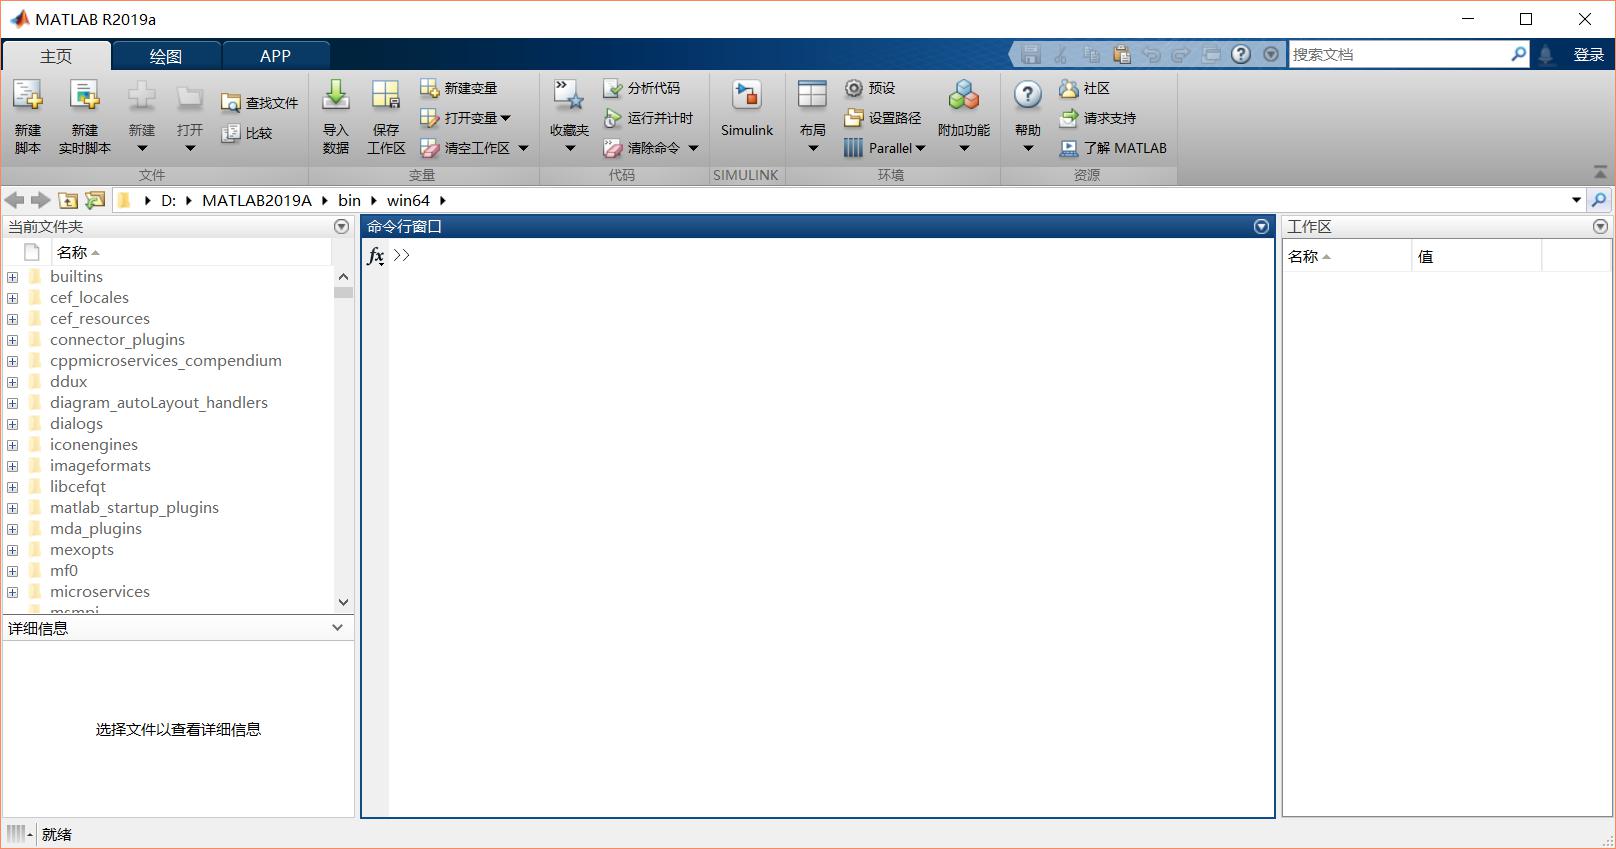 MATLAB R2019a
主页
绘图
APP
搜索文档
登录
新建
脚本
新建
实时脚本
新建
打开
查找文件
比较
文件
导入
数据
保存
工作区
新建变量
打开变量
清空工作区
变量
收藏夹
分析代码
运行并计时
清除命令
代码
Simulink
SIMULINK
布局
预设
设置路径
Parallel
附加功能
环境
帮助
社区
请求支持
了解 MATLAB
资源
D: MATLAB2019A bin win64
当前文件夹
名称
builtins
cef_locales
cef_resources
connector_plugins
cppmicroservices_compendium
ddux
diagram_autoLayout_handlers
dialogs
iconengines
imageformats
libcefqt
matlab_startup_plugins
mda_plugins
mexopts
mf0
microservices
msmpi
详细信息
选择文件以查看详细信息
命令行窗口
fx >>
工作区
名称
值
就绪